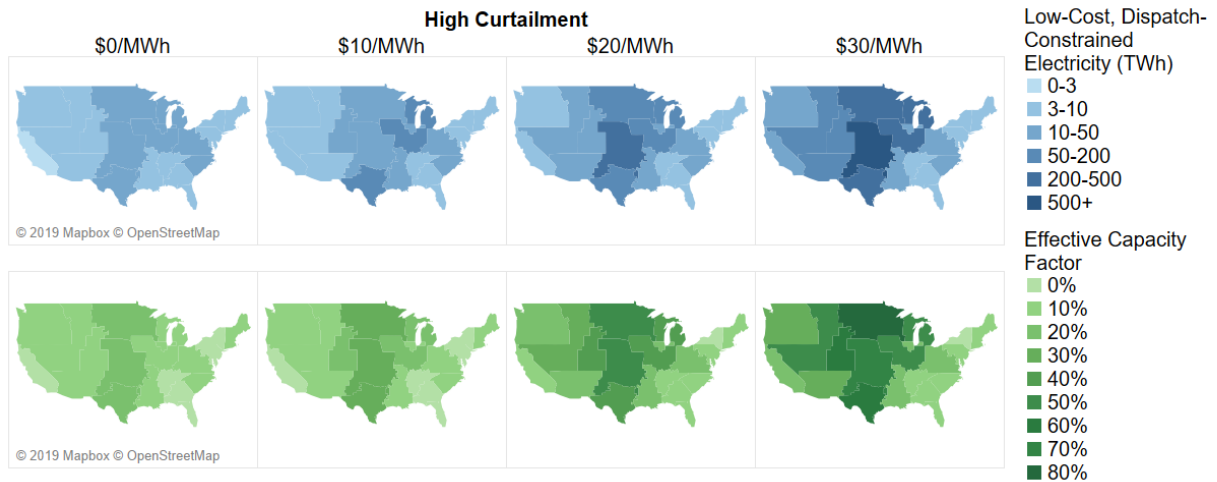 High Curtailment
$0/MWh
$10/MWh
$20/MWh
$30/MWh
Low-Cost, Dispatch-
Constrained
Electricity (TWh)
0-3
3-10
10-50
50-200
200-500
500+
© 2019 Mapbox © OpenStreetMap
Effective Capacity
Factor
0%
10%
20%
30%
40%
50%
60%
70%
80%
© 2019 Mapbox © OpenStreetMap